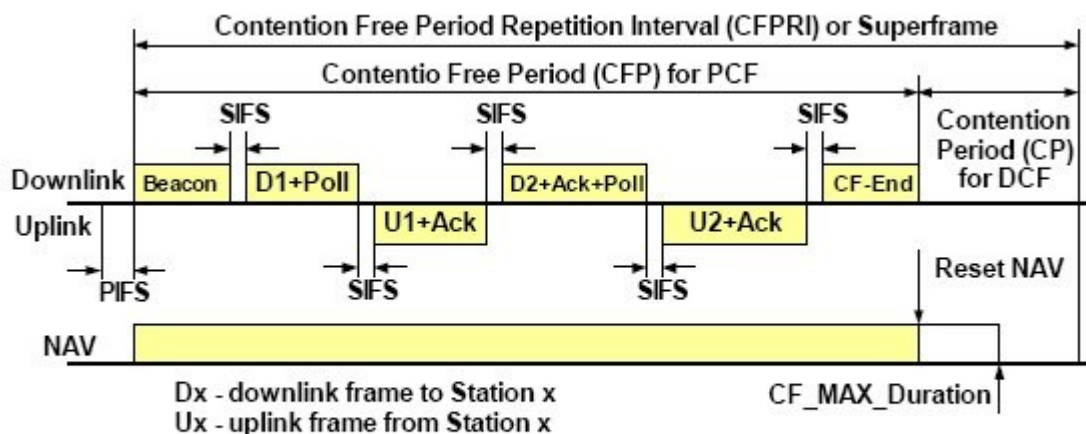 Contention Free Period Repetition Interval (CFPRI) or Superframe
Contentio Free Period (CFP) for PCF
SIFS
SIFS
SIFS
Contention
Period (CP)
for DCF
Downlink
Beacon
D1+Poll
D2+Ack+Poll
CF-End
Uplink
U1+Ack
U2+Ack
PIFS
SIFS
SIFS
Reset NAV
NAV
CF_MAX_Duration
Dx - downlink frame to Station x
Ux - uplink frame from Station x